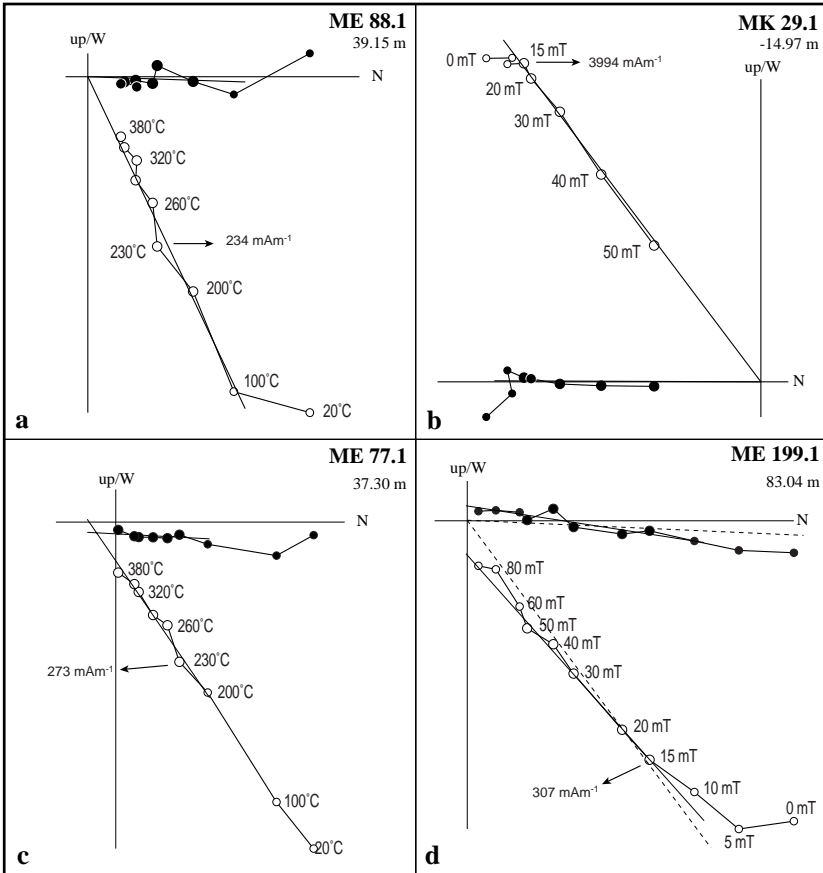 ME 88.1
39.15 m
up/W
N
380°C
320°C
260°C
230°C
234 mAm⁻¹
200°C
100°C
20°C
a
MK 29.1
-14.97 m
up/W
0 mT
15 mT
3994 mAm⁻¹
20 mT
30 mT
40 mT
50 mT
N
b
ME 77.1
37.30 m
up/W
N
380°C
320°C
260°C
230°C
273 mAm⁻¹
200°C
100°C
20°C
c
ME 199.1
83.04 m
up/W
N
80 mT
60 mT
50 mT
40 mT
30 mT
20 mT
15 mT
307 mAm⁻¹
10 mT
0 mT
5 mT
d